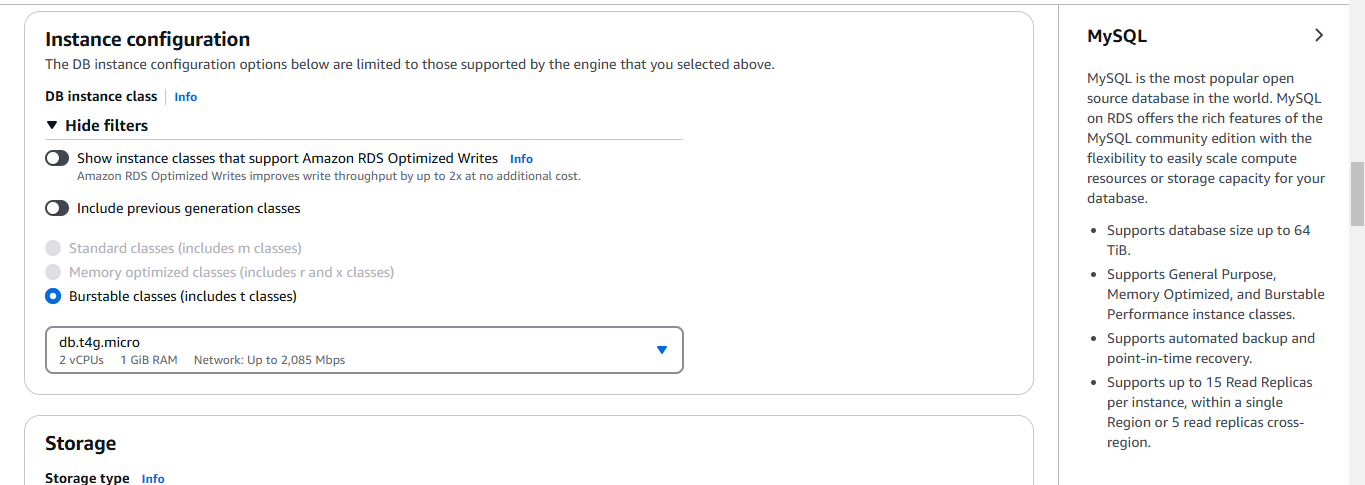 Instance configuration
The DB instance configuration options below are limited to those supported by the engine that you selected above.
DB instance class Info
Hide filters
Show instance classes that support Amazon RDS Optimized Writes Info
Amazon RDS Optimized Writes improves write throughput by up to 2x at no additional cost.
Include previous generation classes
Standard classes (includes m classes)
Memory optimized classes (includes r and x classes)
Burstable classes (includes t classes)
db.t4g.micro
2 vCPUs 1 GiB RAM Network: Up to 2,085 Mbps
Storage
Storage type Info
MySQL
MySQL is the most popular open
source database in the world. MySQL
on RDS offers the rich features of the
MySQL community edition with the
flexibility to easily scale compute
resources or storage capacity for your
database.
• Supports database size up to 64
TiB.
• Supports General Purpose,
Memory Optimized, and Burstable
Performance instance classes.
• Supports automated backup and
point-in-time recovery.
• Supports up to 15 Read Replicas
per instance, within a single
Region or 5 read replicas cross-
region.